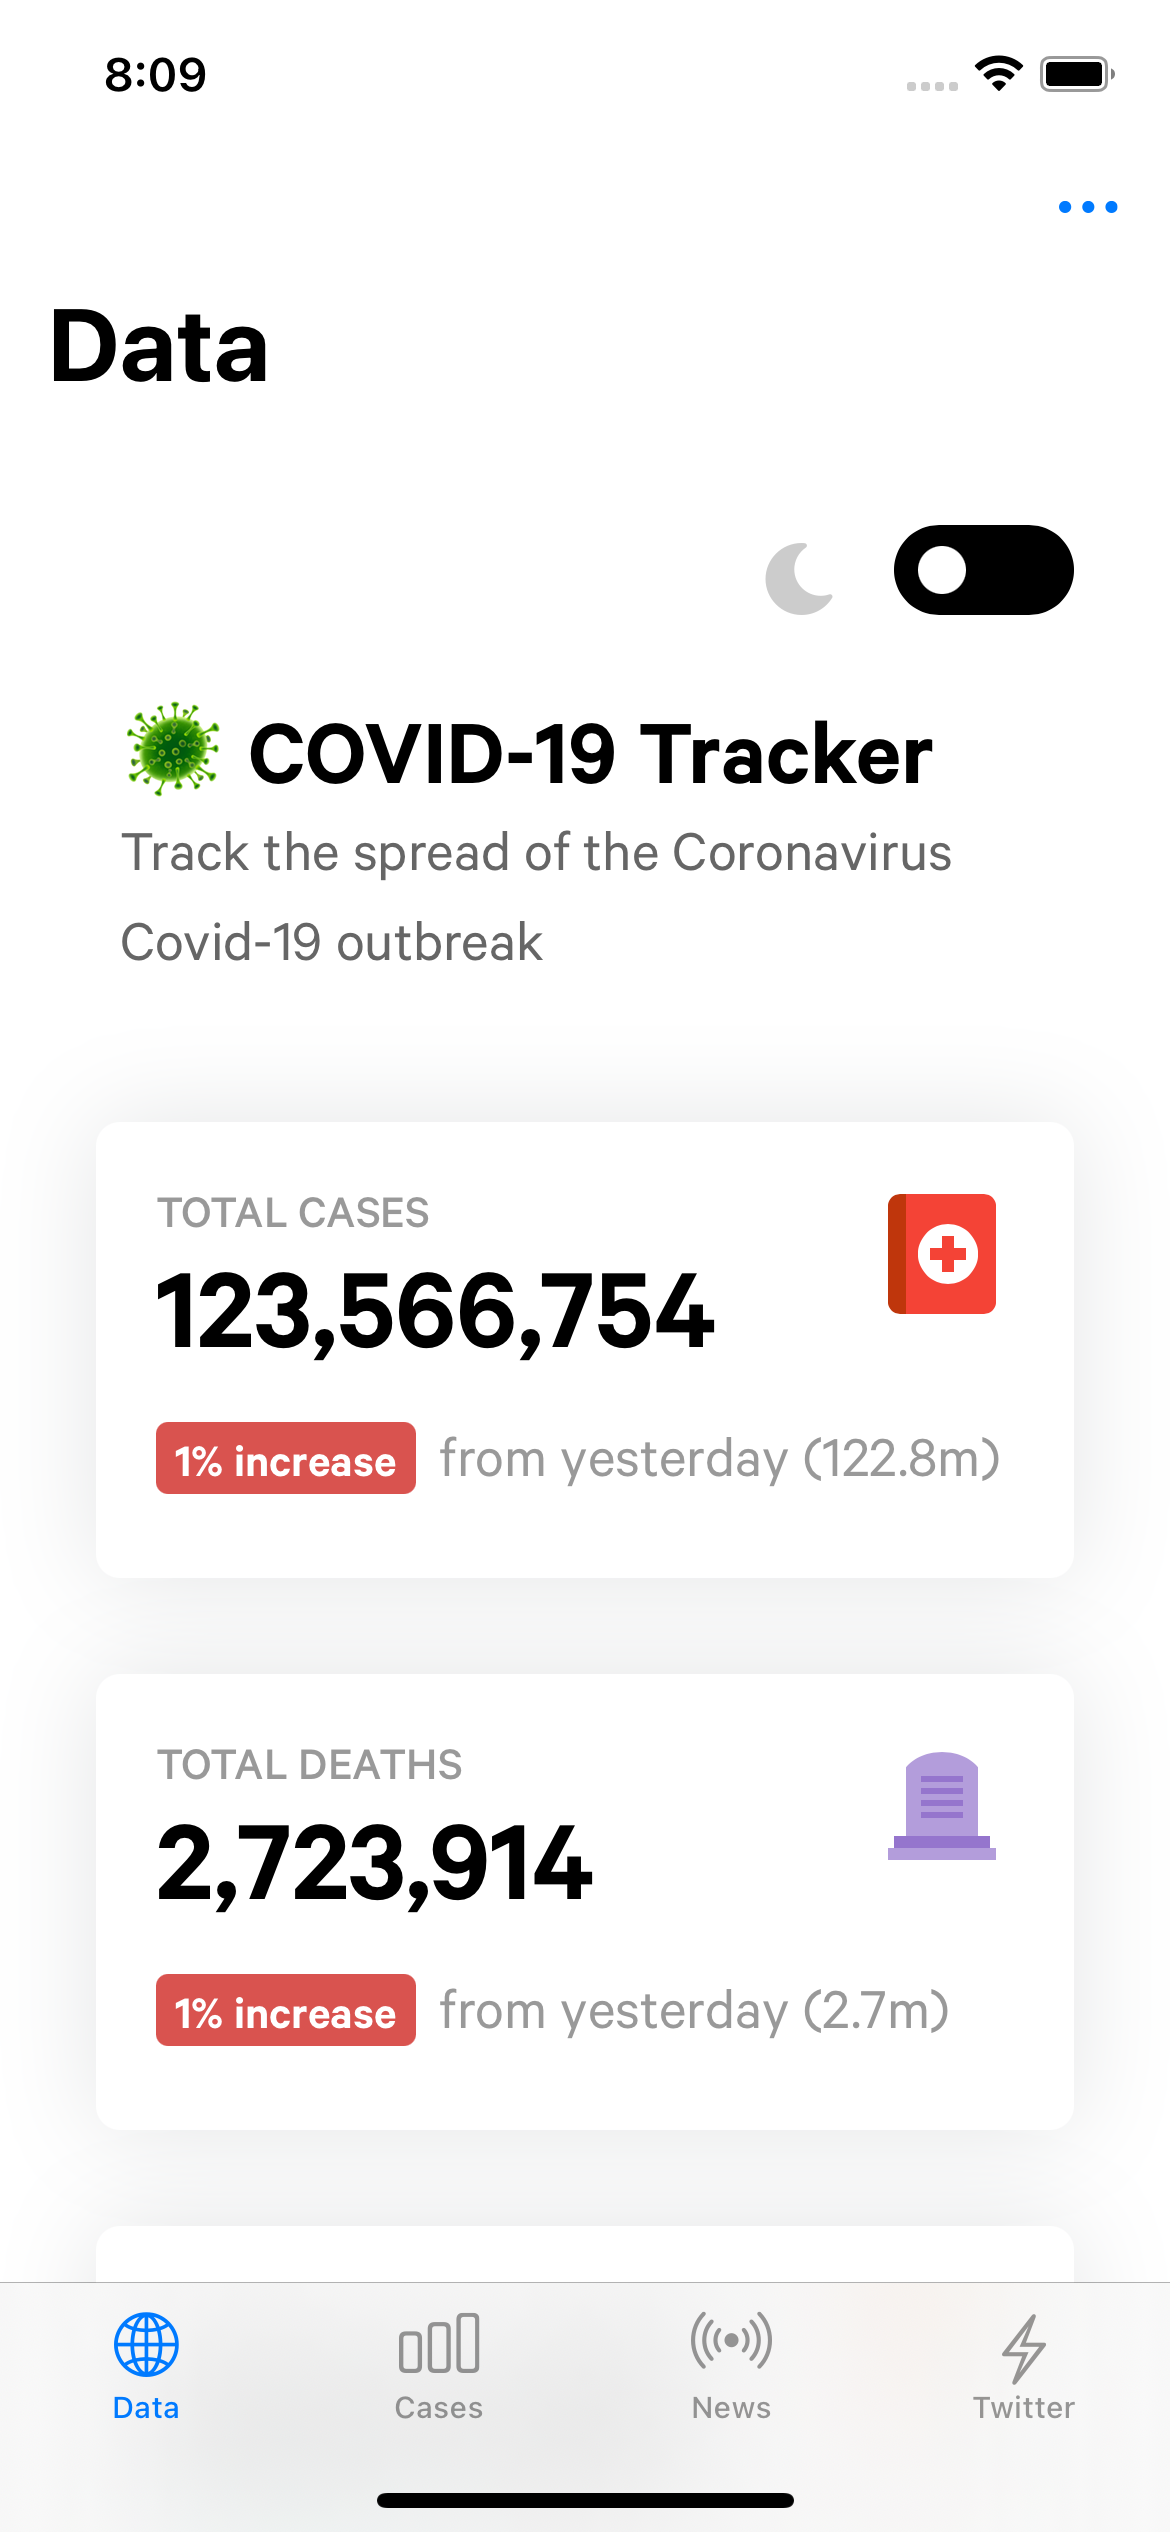 8:09
Data
COVID-19 Tracker
Track the spread of the Coronavirus
Covid-19 outbreak
TOTAL CASES
123,566,754
1% increase from yesterday (122.8m)
TOTAL DEATHS
2,723,914
1% increase from yesterday (2.7m)
Data Cases News Twitter